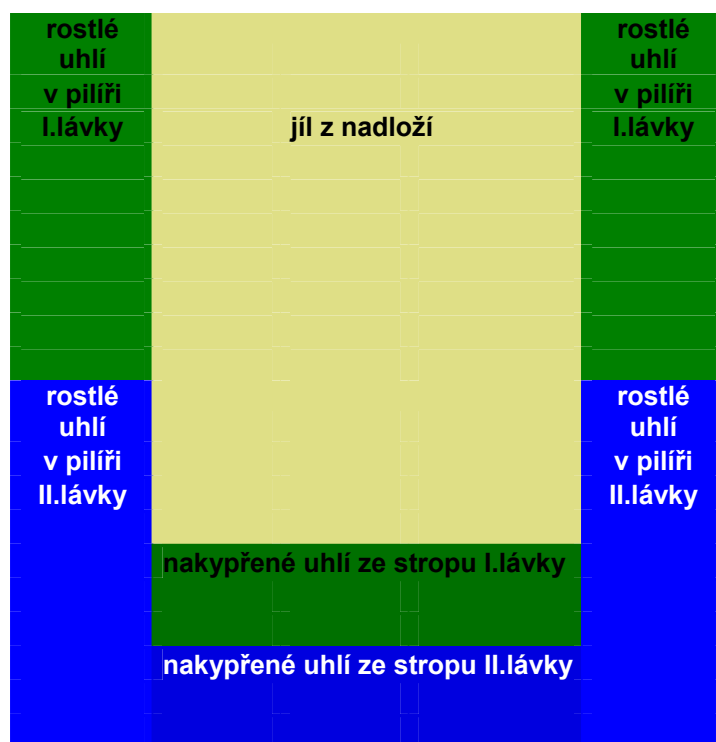 rostlé
uhlí
v pilíři
I.lávky
jíl z nadloží
rostlé
uhlí
v pilíři
I.lávky
rostlé
uhlí
v pilíři
II.lávky
rostlé
uhlí
v pilíři
II.lávky
nakypřené uhlí ze stropu I.lávky
nakypřené uhlí ze stropu II.lávky